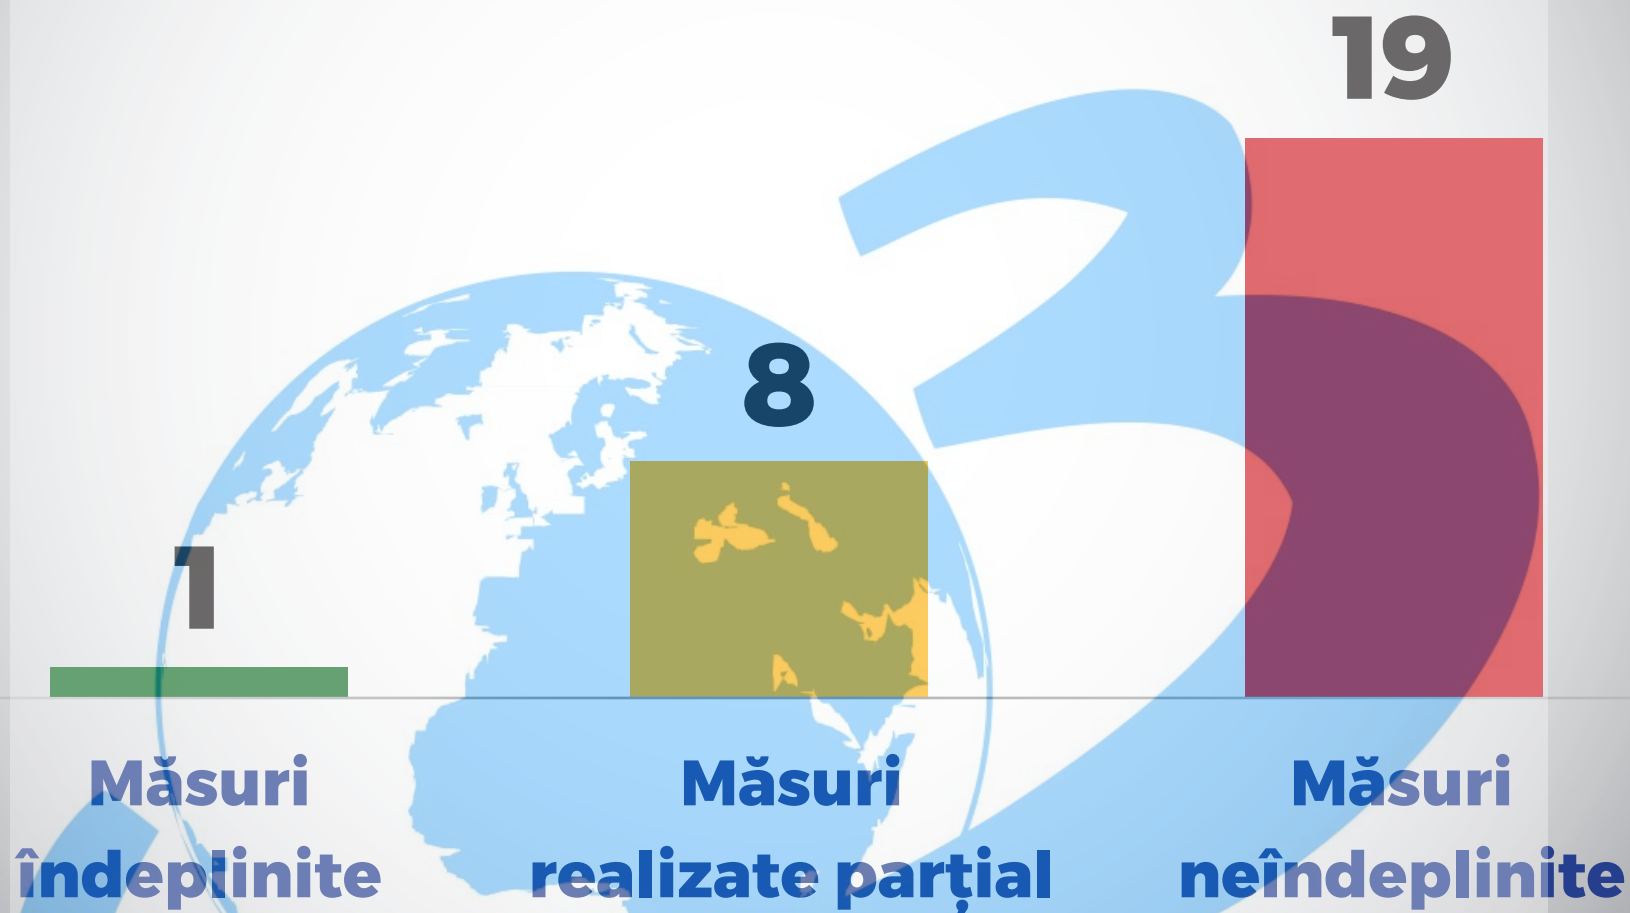 19
8
1
Măsuri
îndeplinite
Măsuri
realizate parțial
Măsuri
neîndeplinite